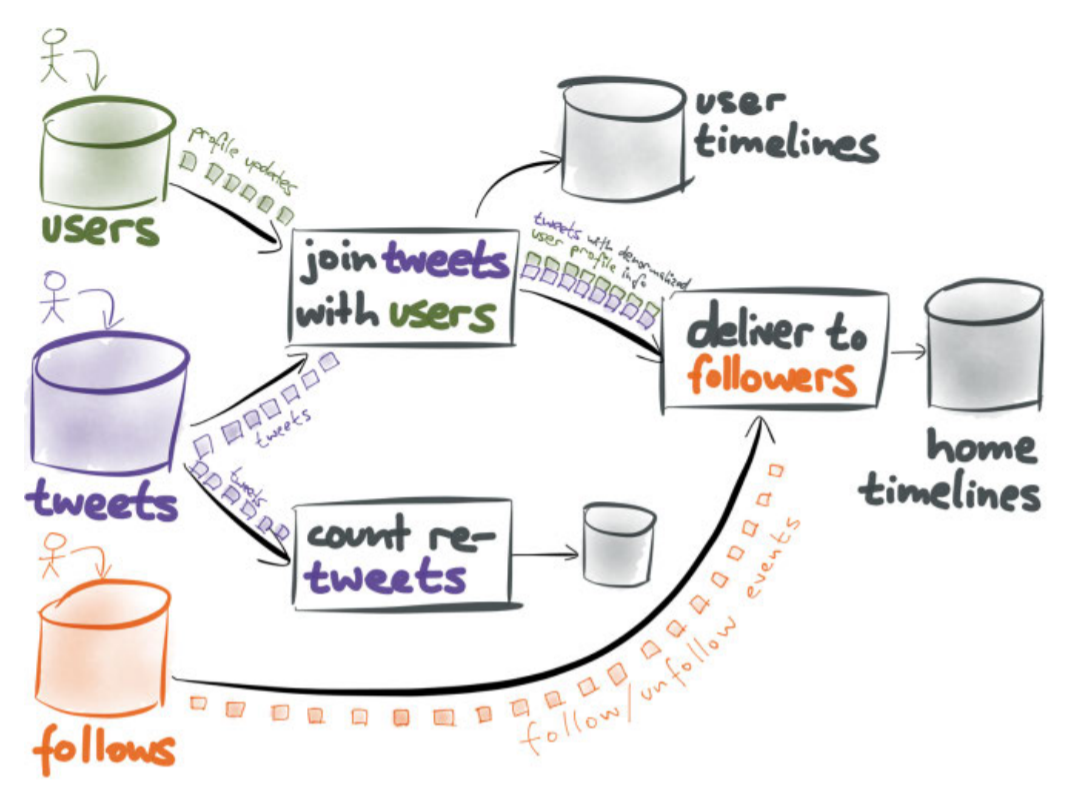 profile updates
users
user
timelines
join tweets
with users
tweets with denormalized
user profile info
tweets
deliver to
followers
home
timelines
tweets
tweets
count re-
tweets
follow/unfollow events
follows